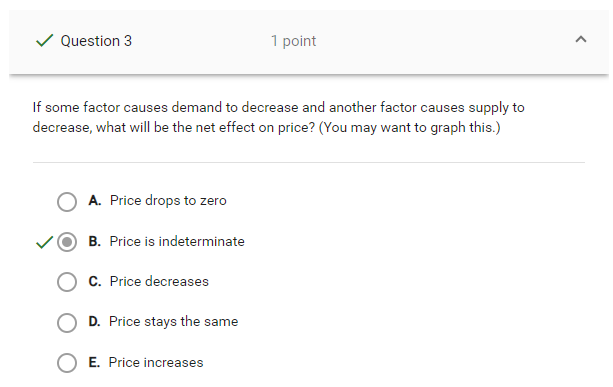 Question 3 1 point
If some factor causes demand to decrease and another factor causes supply to
decrease, what will be the net effect on price? (You may want to graph this.)
A. Price drops to zero
B. Price is indeterminate
C. Price decreases
D. Price stays the same
E. Price increases